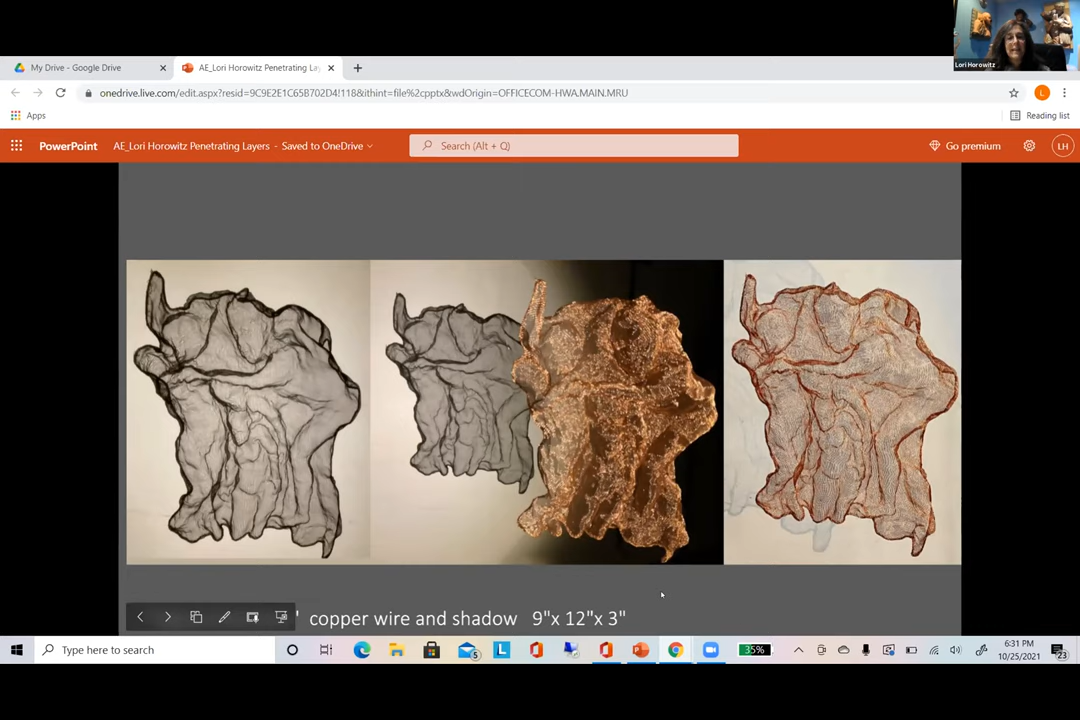 Lori Horowitz
My Drive - Google Drive
AE_Lori Horowitz Penetrating La
onedrive.live.com/edit.aspx?resid=9C9E2E1C65B702D4!118&ithint=file%2cpptx&wdOrigin=OFFICECOM-HWA.MAIN.MRU
L
Apps
Reading list
PowerPoint
AE_Lori Horowitz Penetrating Layers - Saved to OneDrive
Search (Alt + Q)
Go premium
LH
" copper wire and shadow 9"x 12"x 3"
Type here to search
5
L
35%
6:31 PM
10/25/2021
23